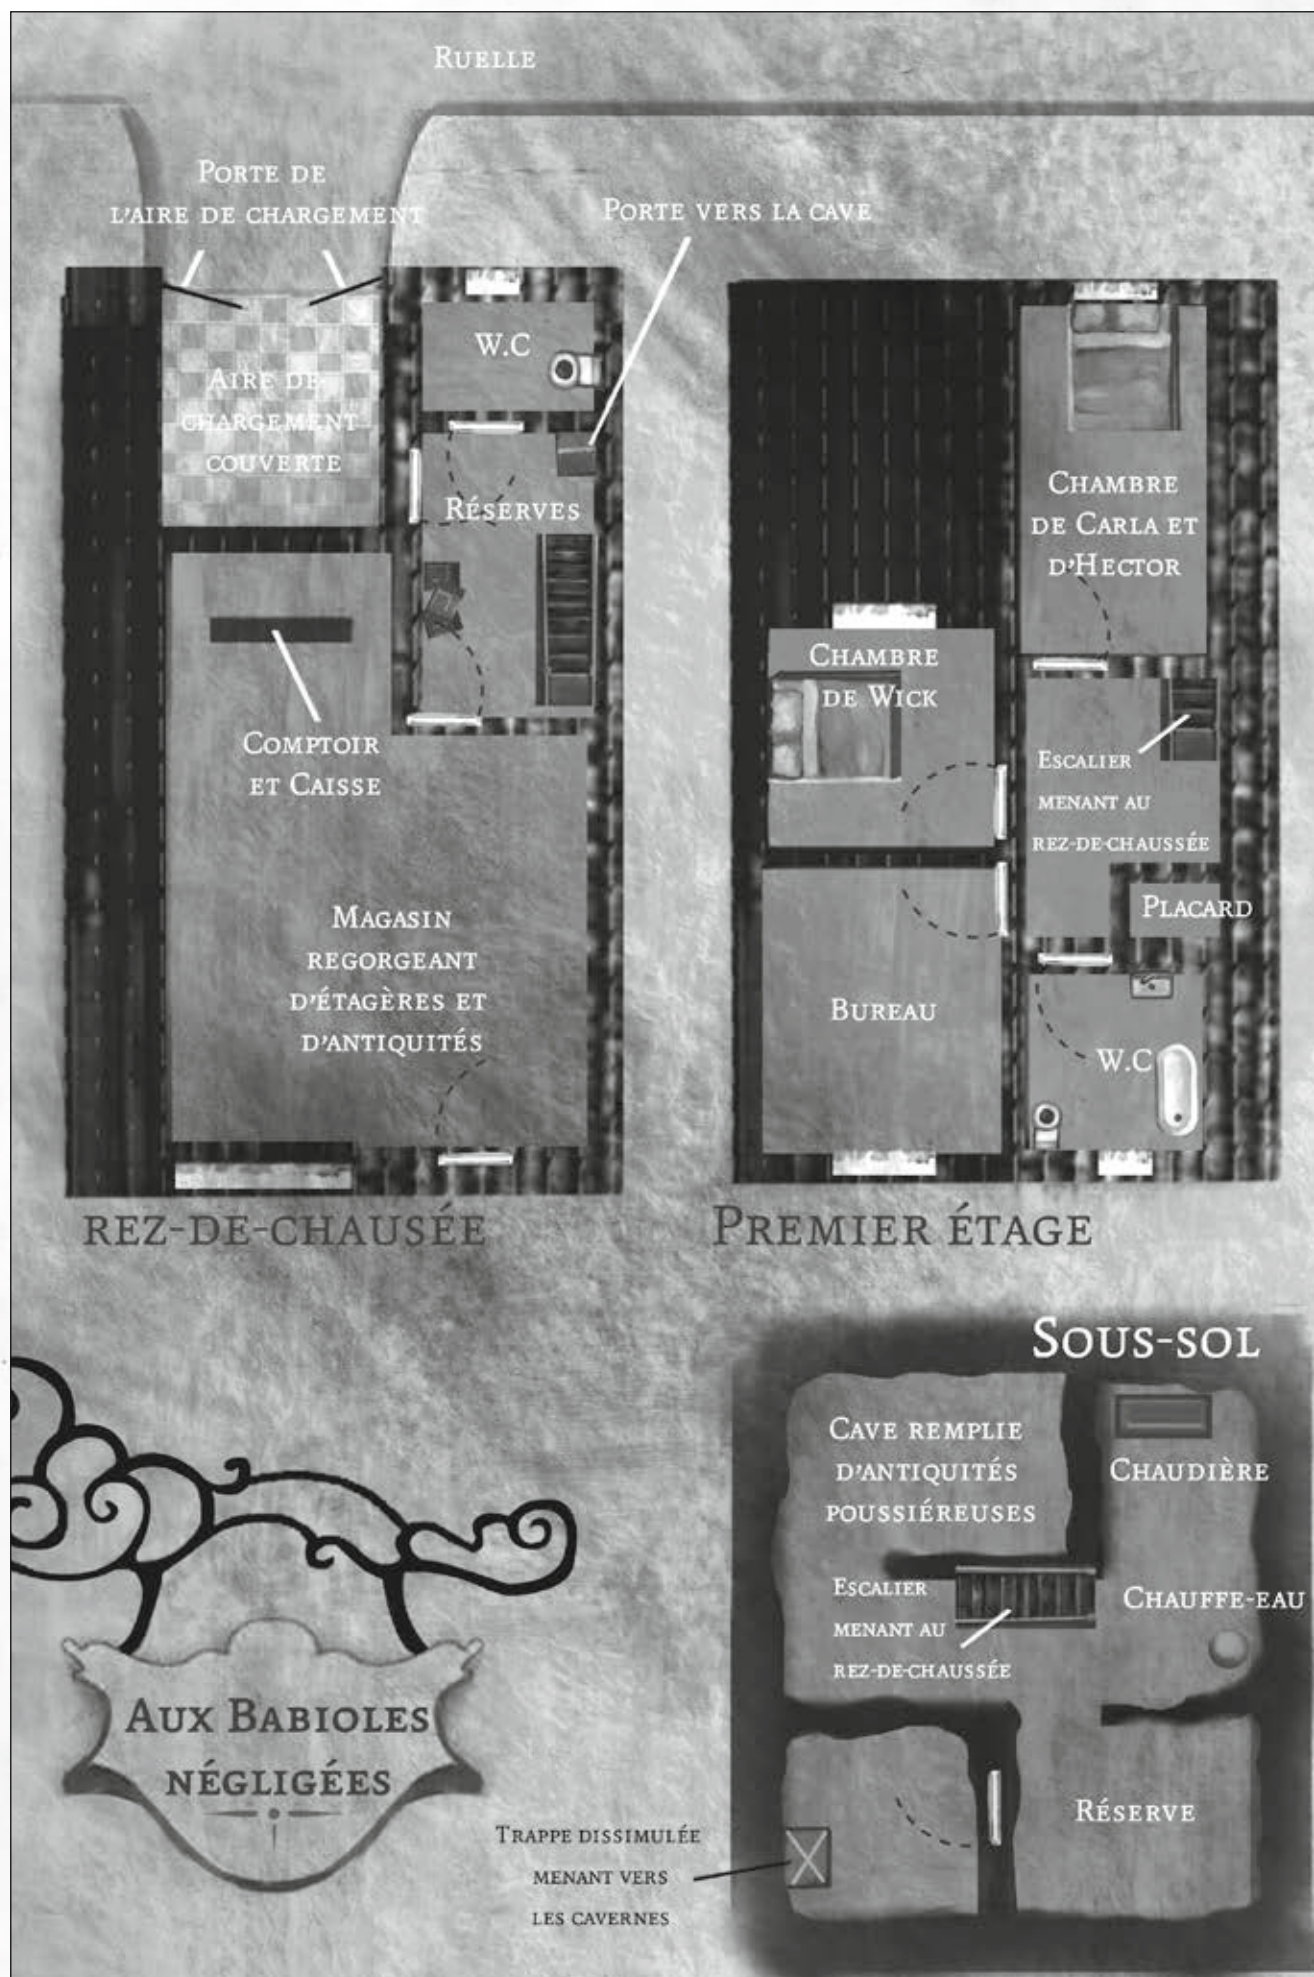 Ruelle
Porte de
l'aire de chargement
Porte vers la cave
W.C
Aire de
chargement
couverte
Réserves
Comptoir
et Caisse
Magasin
regorgeant
d'étagères et
d'antiquités
rez-de-chausée
Chambre
de Carla et
d'Hector
Chambre
de Wick
Escalier
menant au
rez-de-chaussée
Placard
Bureau
W.C
Premier étage
Sous-sol
Cave remplie
d'antiquités
poussiéreuses
Chaudière
Escalier
menant au
rez-de-chaussée
Chauffe-eau
Réserve
Trappe dissimulée
menant vers
les cavernes
Aux Babioles
négligées